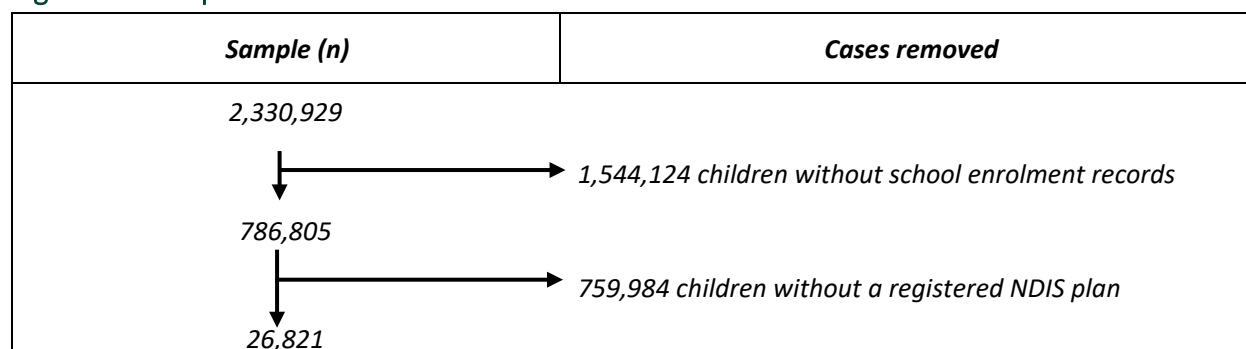 Sample (n)
Cases removed
2,330,929
1,544,124 children without school enrolment records
786,805
759,984 children without a registered NDIS plan
26,821